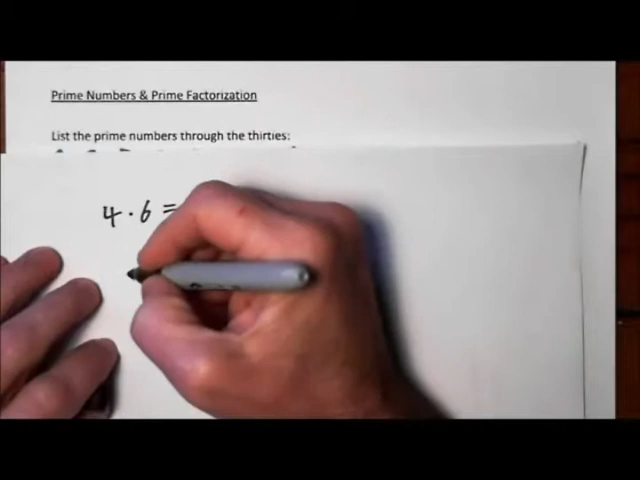 Prime Numbers & Prime Factorization
List the prime numbers through the thirties:
4 · 6 =